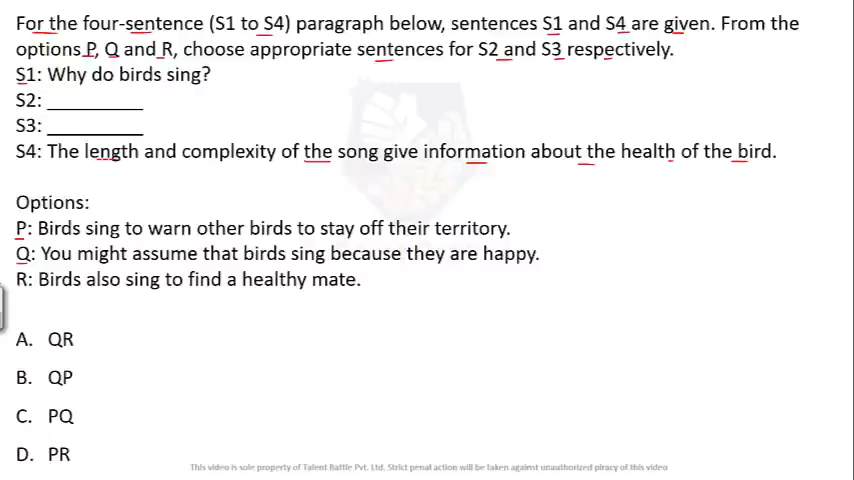 For the four-sentence (S1 to S4) paragraph below, sentences S1 and S4 are given. From the
options P, Q and R, choose appropriate sentences for S2 and S3 respectively.
S1: Why do birds sing?
S2: __________
S3: __________
S4: The length and complexity of the song give information about the health of the bird.
Options:
P: Birds sing to warn other birds to stay off their territory.
Q: You might assume that birds sing because they are happy.
R: Birds also sing to find a healthy mate.
A. QR
B. QP
C. PQ
D. PR
This video is sole property of Talent Battle Pvt. Ltd. Strict penal action will be taken against unauthorized piracy of this video